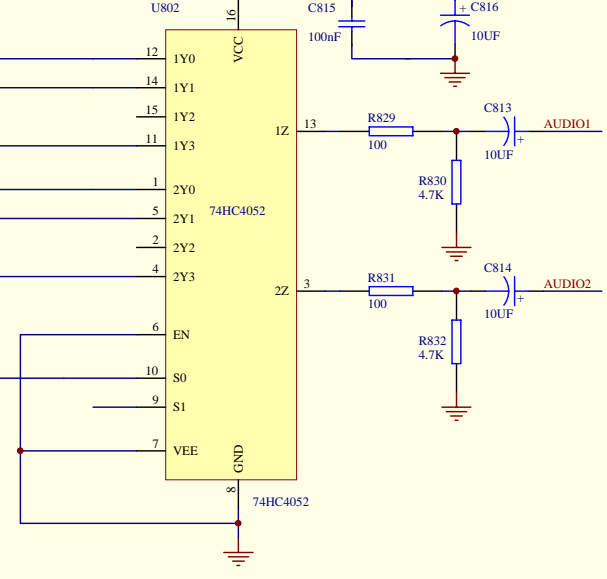 U802
C815
+ C816
100nF
10UF
16
VCC
12 1Y0
14 1Y1
15 1Y2
11 1Y3
1 2Y0
5 2Y1
2 2Y2
4 2Y3
6 EN
10 S0
9 S1
7 VEE
74HC4052
1Z 13
2Z 3
GND
8
74HC4052
R829
100
C813
+
10UF
AUDIO1
R830
4.7K
R831
100
C814
+
10UF
AUDIO2
R832
4.7K